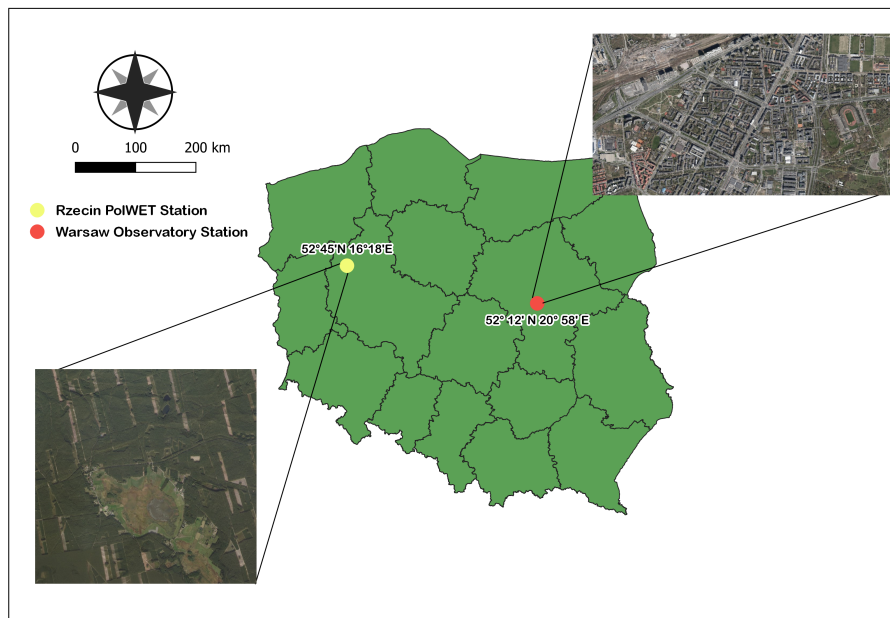 0 100 200 km
Rzecin PolWET Station
Warsaw Observatory Station
52°45'N 16°18'E
52° 12' N 20° 58' E